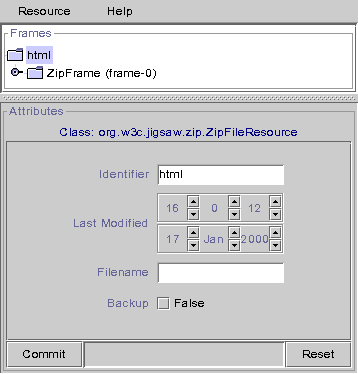 Resource Help
Frames
html
ZipFrame (frame-0)
Attributes
Class: org.w3c.jigsaw.zip.ZipFileResource
Identifier html
Last Modified
16 0 12
17 Jan 2000
Filename
Backup False
Commit Reset